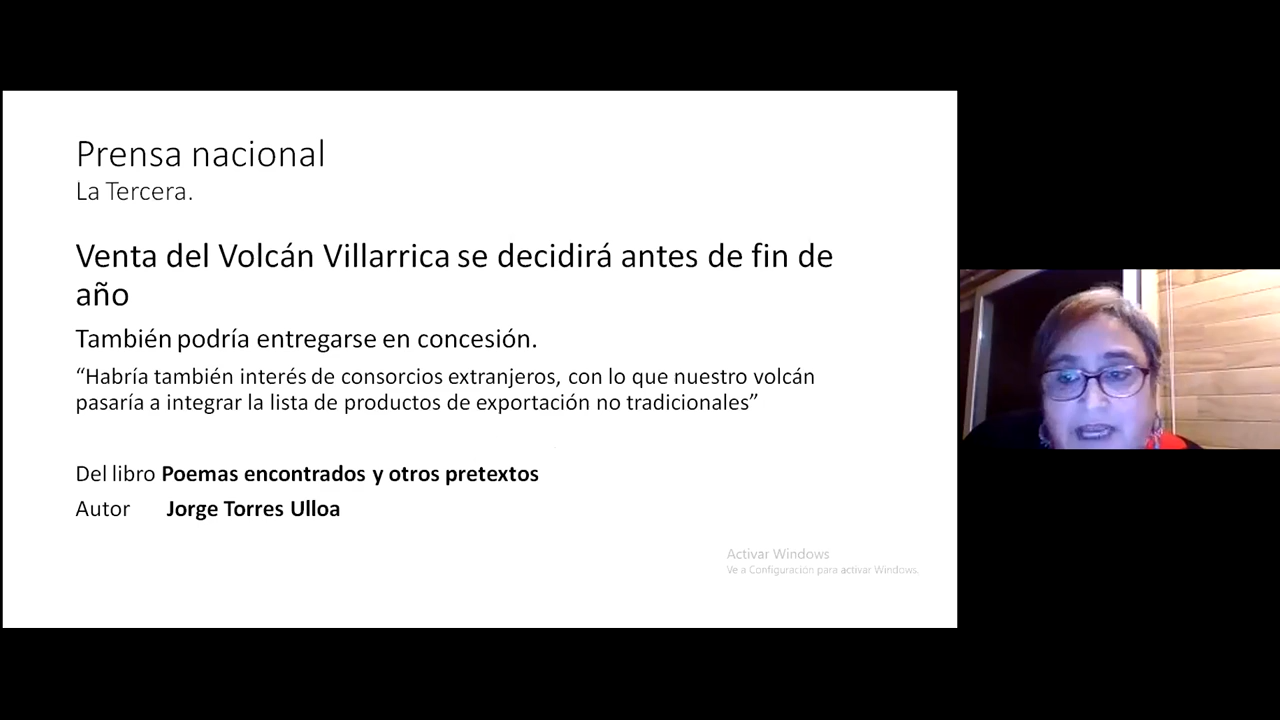 Prensa nacional
La Tercera.
Venta del Volcán Villarrica se decidirá antes de fin de
año
También podría entregarse en concesión.
“Habría también interés de consorcios extranjeros, con lo que nuestro volcán
pasaría a integrar la lista de productos de exportación no tradicionales”
Del libro Poemas encontrados y otros pretextos
Autor Jorge Torres Ulloa
Activar Windows
Ve a Configuración para activar Windows.